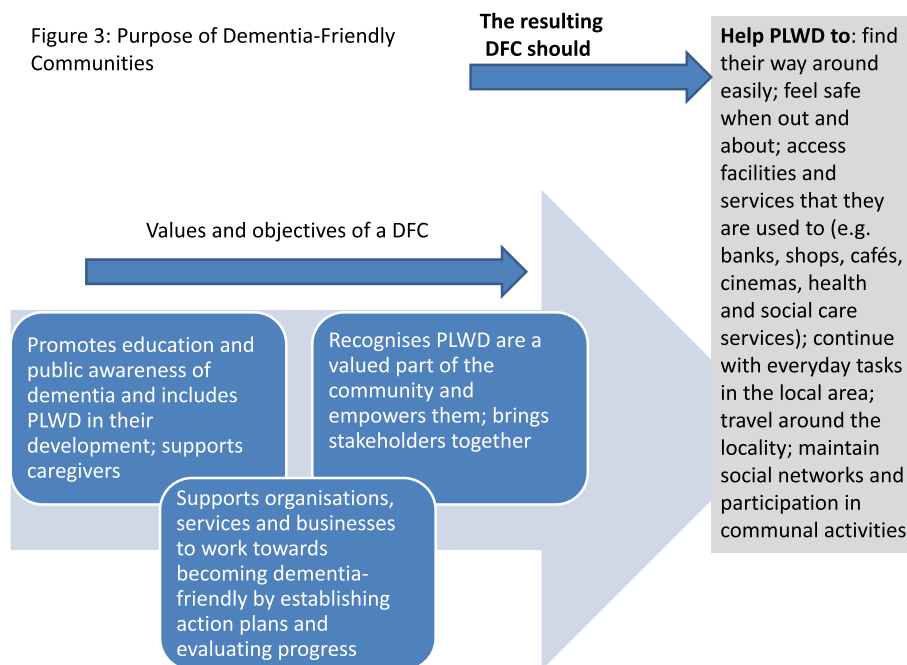 Figure 3: Purpose of Dementia-Friendly
Communities
The resulting
DFC should
Help PLWD to: find
their way around
easily; feel safe
when out and
about; access
facilities and
services that they
are used to (e.g.
banks, shops, cafés,
cinemas, health
and social care
services); continue
with everyday tasks
in the local area;
travel around the
locality; maintain
social networks and
participation in
communal activities
Values and objectives of a DFC
Promotes education and
public awareness of
dementia and includes
PLWD in their
development; supports
caregivers
Recognises PLWD are a
valued part of the
community and
empowers them; brings
stakeholders together
Supports organisations,
services and businesses
to work towards
becoming dementia-
friendly by establishing
action plans and
evaluating progress